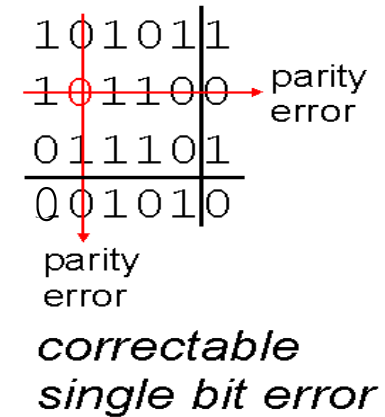 101011
101100
parity
error
011101
001010
parity
error
correctable
single bit error